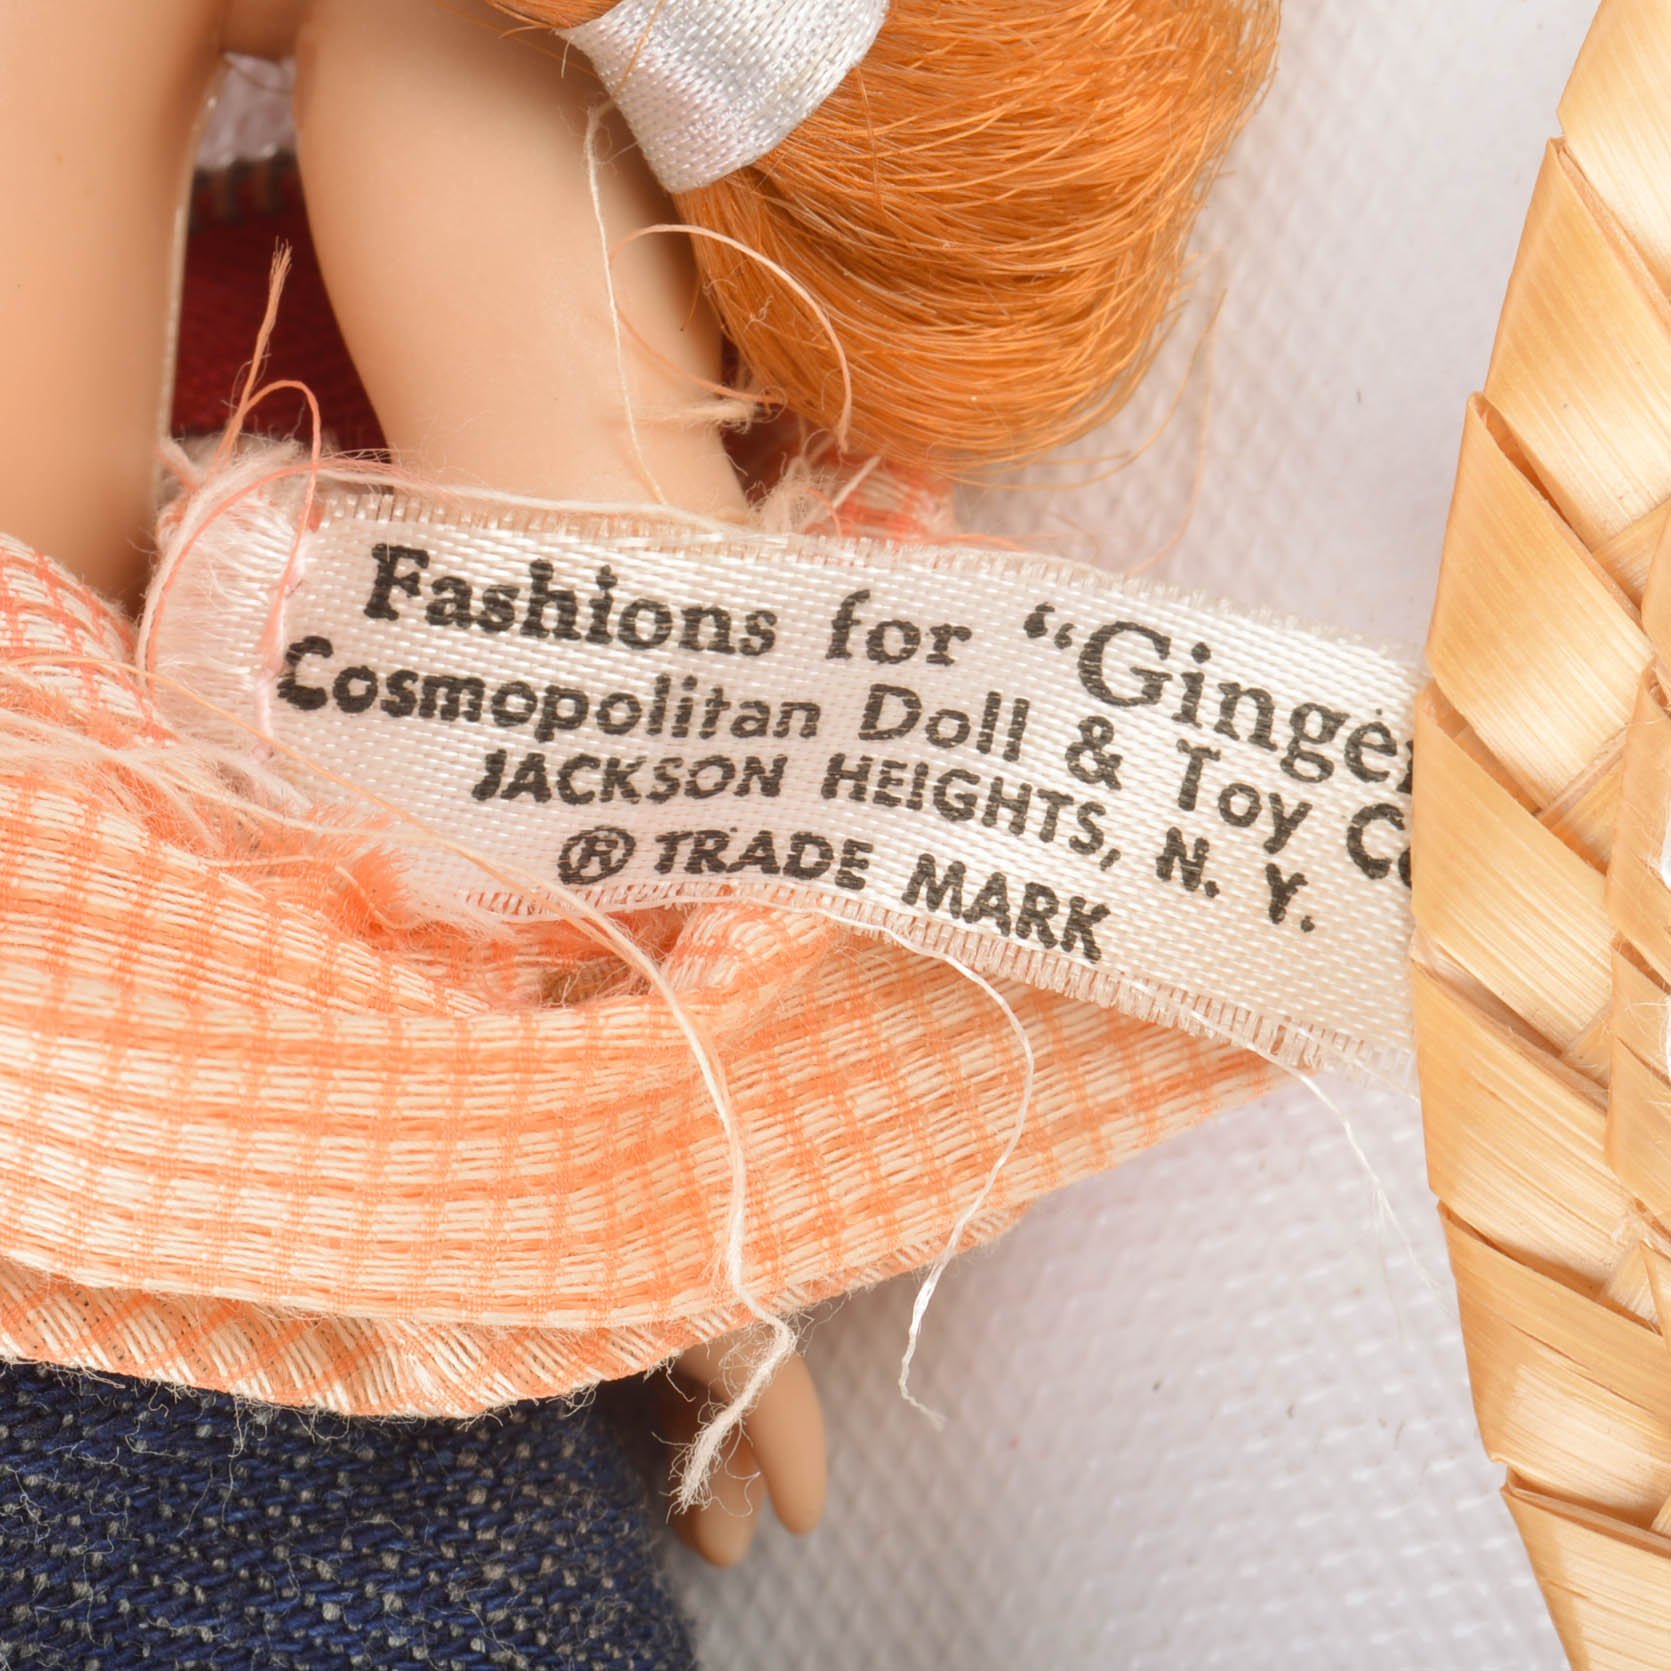 Fashions for “Ginger
Cosmopolitan Doll & Toy Co
JACKSON HEIGHTS, N. Y.
® TRADE MARK